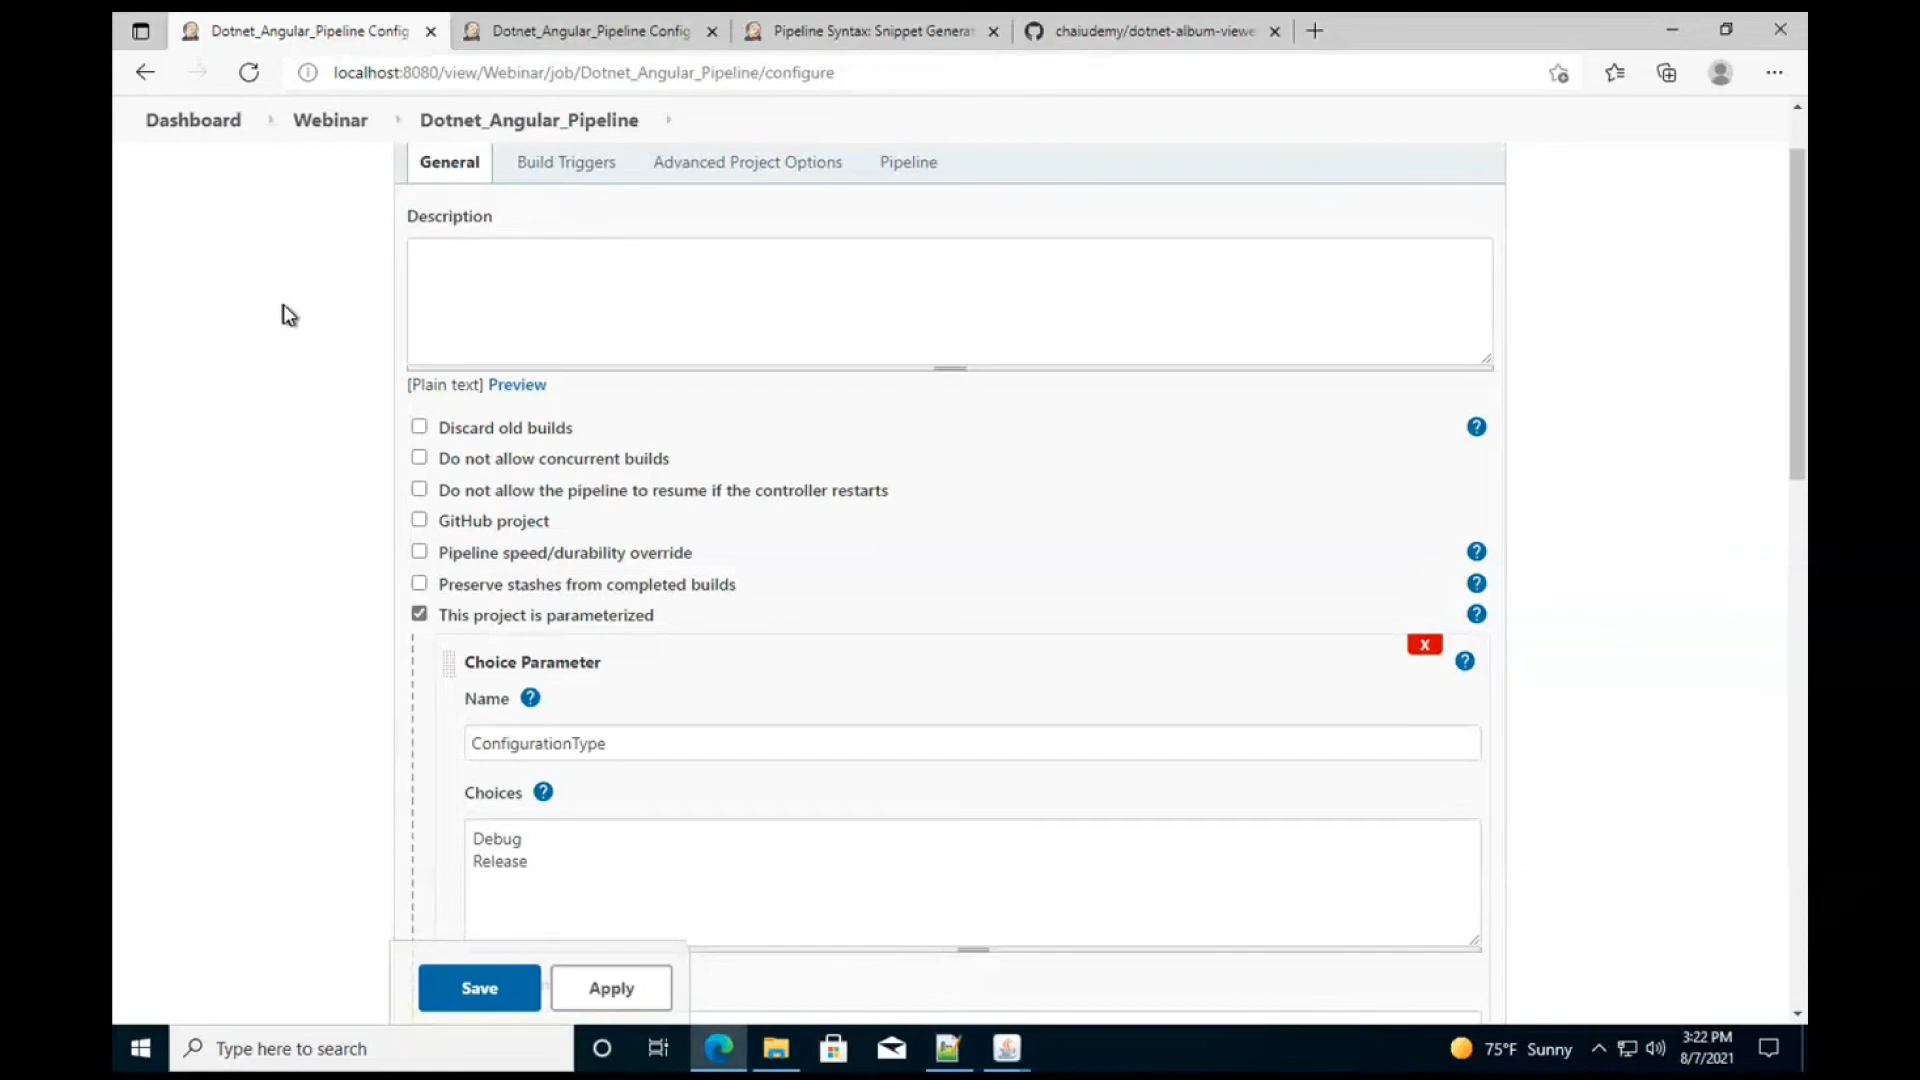 Dotnet_Angular_Pipeline Config
Dotnet_Angular_Pipeline Config
Pipeline Syntax: Snippet Generat
chaiudemy/dotnet-album-viewe
localhost:8080/view/Webinar/job/Dotnet_Angular_Pipeline/configure
Dashboard
Webinar
Dotnet_Angular_Pipeline
General
Build Triggers
Advanced Project Options
Pipeline
Description
[Plain text] Preview
Discard old builds
?
Do not allow concurrent builds
Do not allow the pipeline to resume if the controller restarts
GitHub project
Pipeline speed/durability override
?
Preserve stashes from completed builds
?
This project is parameterized
?
X
Choice Parameter
?
Name ?
ConfigurationType
Choices ?
Debug
Release
Save
Apply
Type here to search
75°F Sunny
3:22 PM
8/7/2021